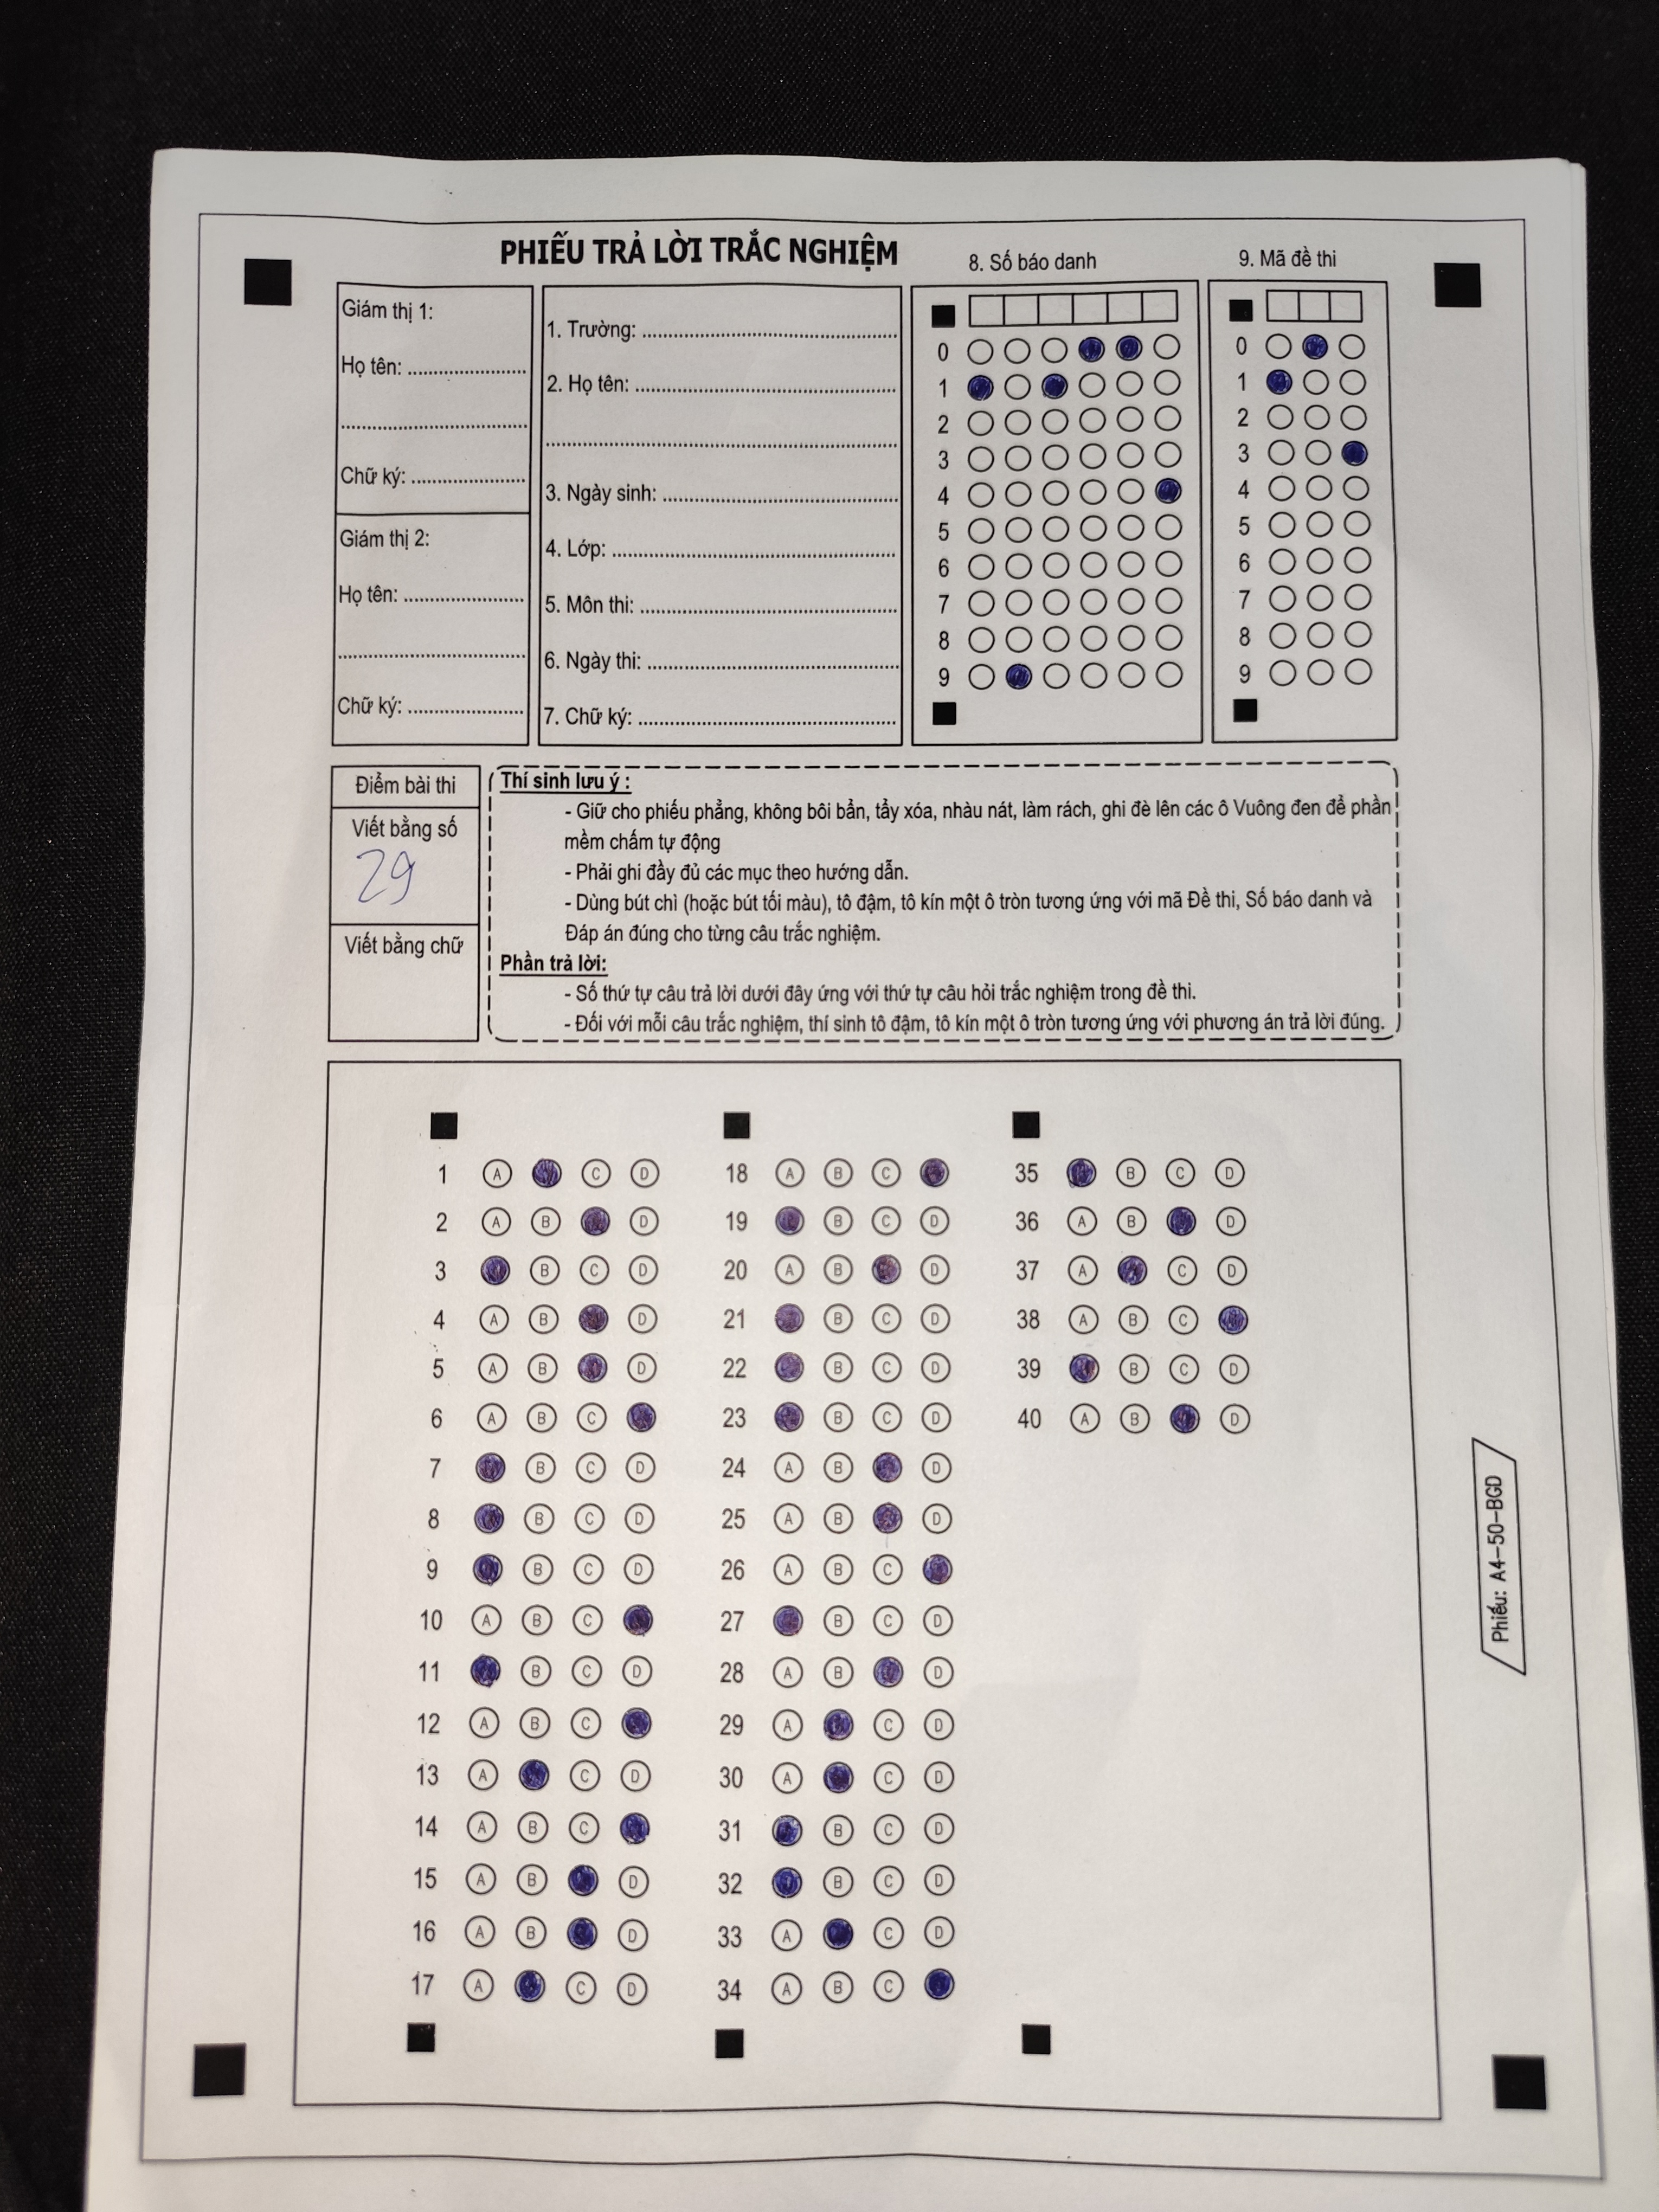 PHIẾU TRẢ LỜI TRẮC NGHIỆM
8. Số báo danh
9. Mã đề thi
Giám thị 1:
Họ tên: ......................
...................................
Chữ ký: .....................
Giám thị 2:
Họ tên: ......................
...................................
Chữ ký: .....................
1. Trường: ..............................................
2. Họ tên: ..............................................
................................................................
3. Ngày sinh: ..........................................
4. Lớp: ...................................................
5. Môn thi: ..............................................
6. Ngày thi: .............................................
7. Chữ ký: ..............................................
0
1
2
3
4
5
6
7
8
9
0
1
2
3
4
5
6
7
8
9
Điểm bài thi
Viết bằng số
29
Viết bằng chữ
Thí sinh lưu ý :
- Giữ cho phiếu phẳng, không bôi bẩn, tẩy xóa, nhàu nát, làm rách, ghi đè lên các ô Vuông đen để phần
mềm chấm tự động
- Phải ghi đầy đủ các mục theo hướng dẫn.
- Dùng bút chì (hoặc bút tối màu), tô đậm, tô kín một ô tròn tương ứng với mã Đề thi, Số báo danh và
Đáp án đúng cho từng câu trắc nghiệm.
Phần trả lời:
- Số thứ tự câu trả lời dưới đây ứng với thứ tự câu hỏi trắc nghiệm trong đề thi.
- Đối với mỗi câu trắc nghiệm, thí sinh tô đậm, tô kín một ô tròn tương ứng với phương án trả lời đúng.
1 A C D
2 A B D
3 B C D
4 A B D
5 A B D
6 A B C
7 B C D
8 B C D
9 B C D
10 A B C
11 B C D
12 A B C
13 A C D
14 A B C
15 A B D
16 A B D
17 A C D
18 A B C
19 B C D
20 A B D
21 B C D
22 B C D
23 B C D
24 A B D
25 A B D
26 A B C
27 B C D
28 A B D
29 A C D
30 A C D
31 B C D
32 B C D
33 A C D
34 A B C
35 B C D
36 A B D
37 A C D
38 A B C
39 B C D
40 A B D
Phiếu: A4-50-BGD